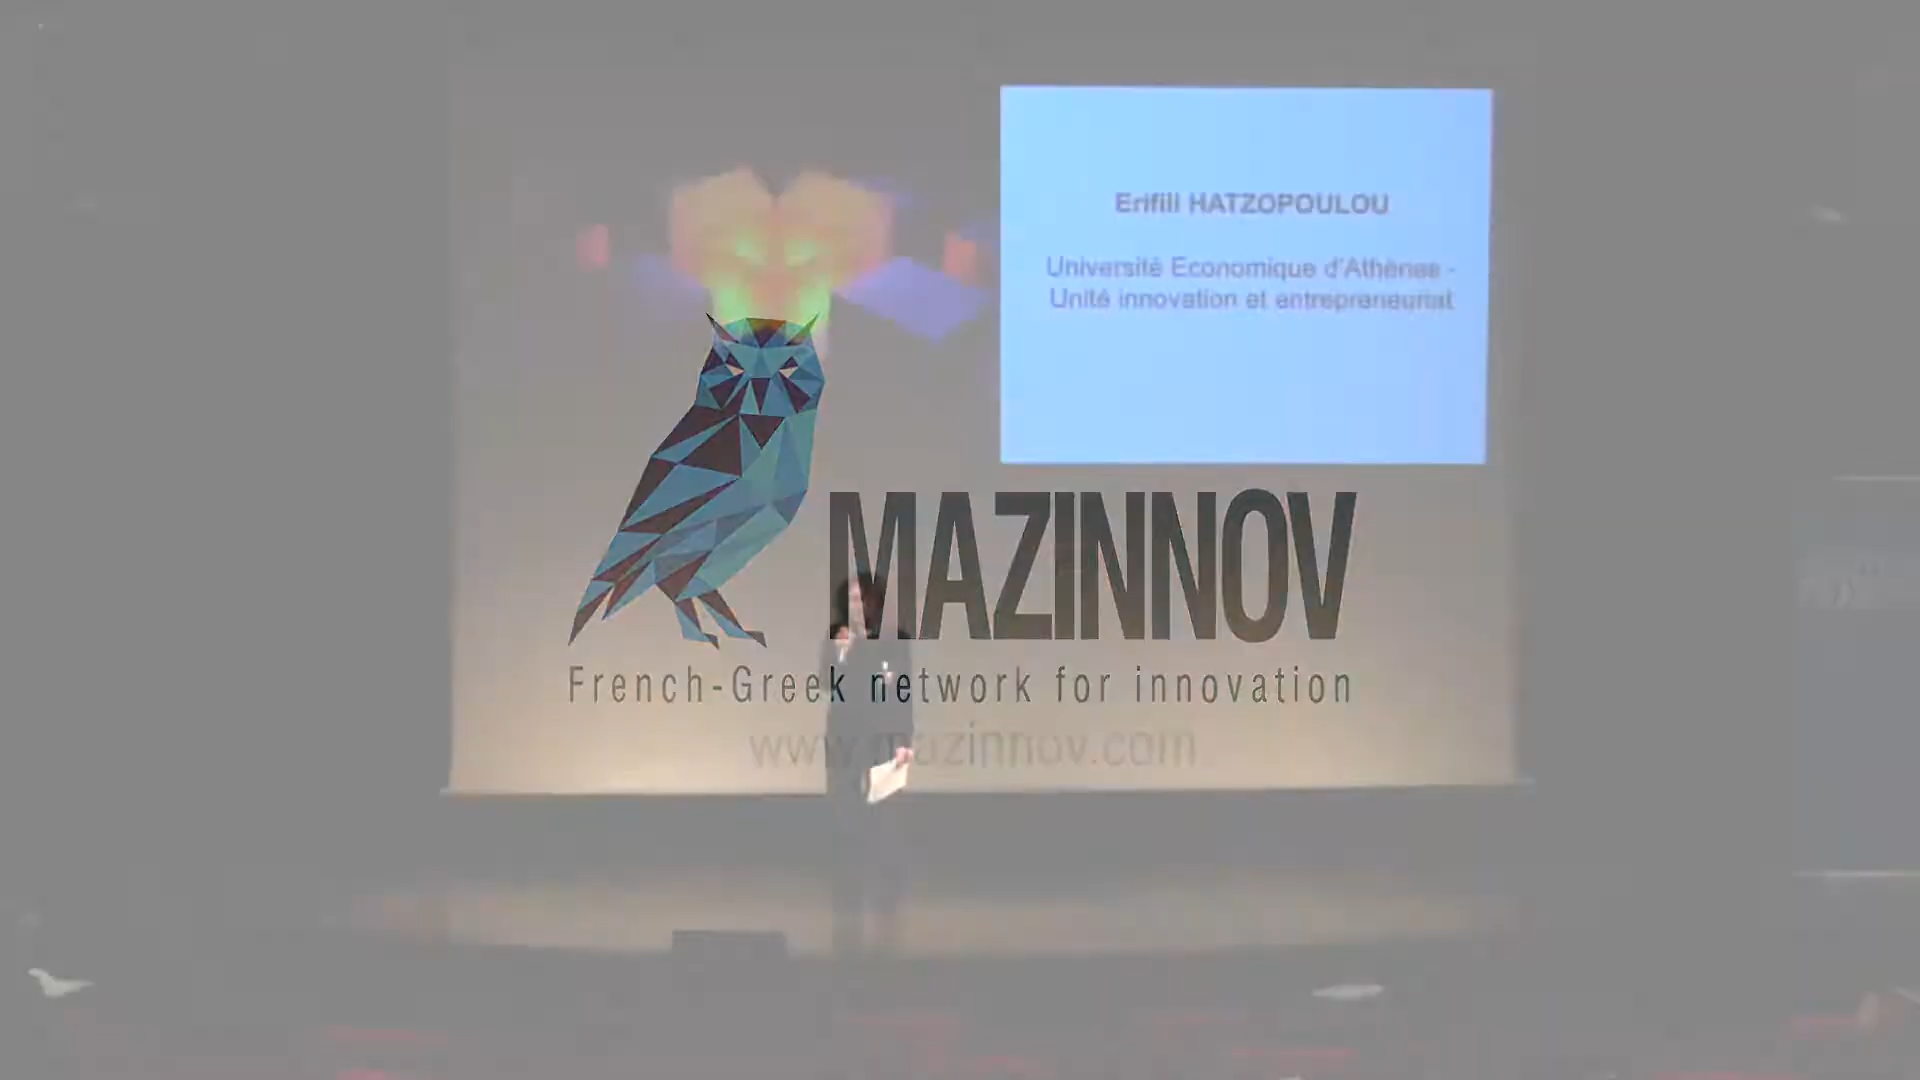 Erifili HATZOPOULOU
Université Economique d'Athènes -
Unité innovation et entrepreneuriat
MAZINNOV
French-Greek network for innovation
www.mazinnov.com